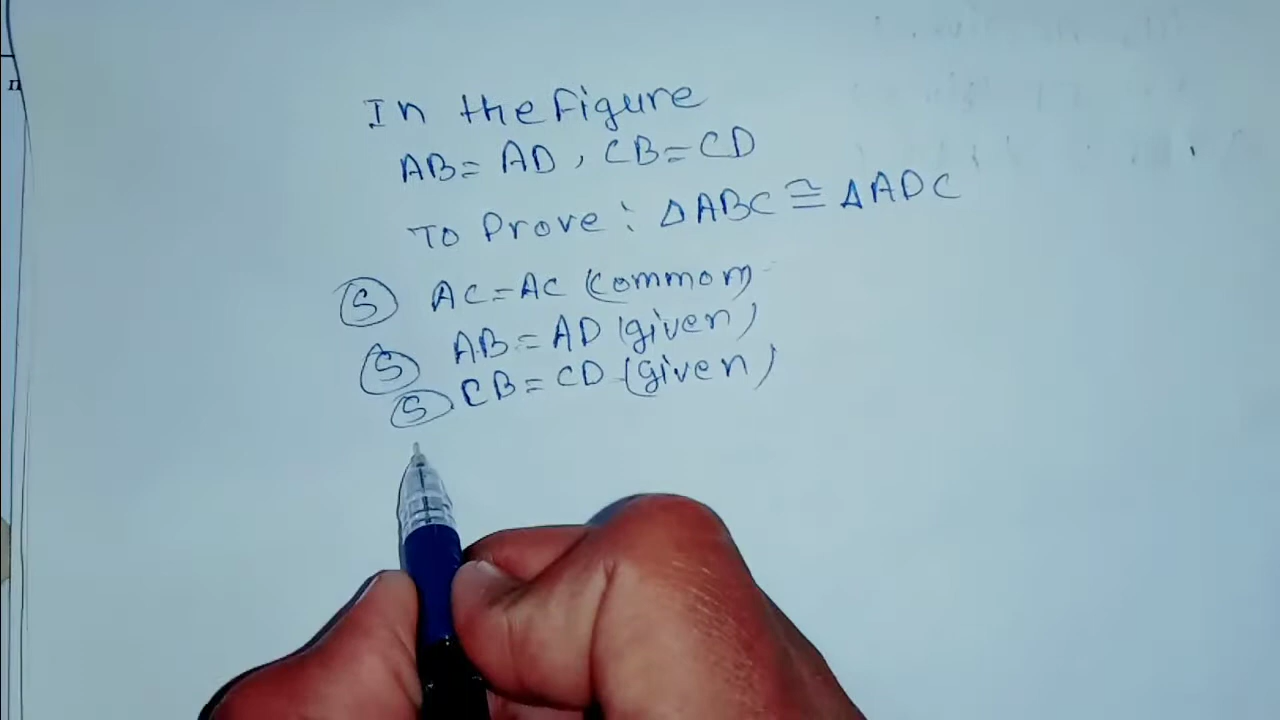 n
In the Figure
AB = AD, CB = CD
To Prove : ΔABC ≅ ΔADC
S AC = AC (common)
S AB = AD (given)
S CB = CD (given)